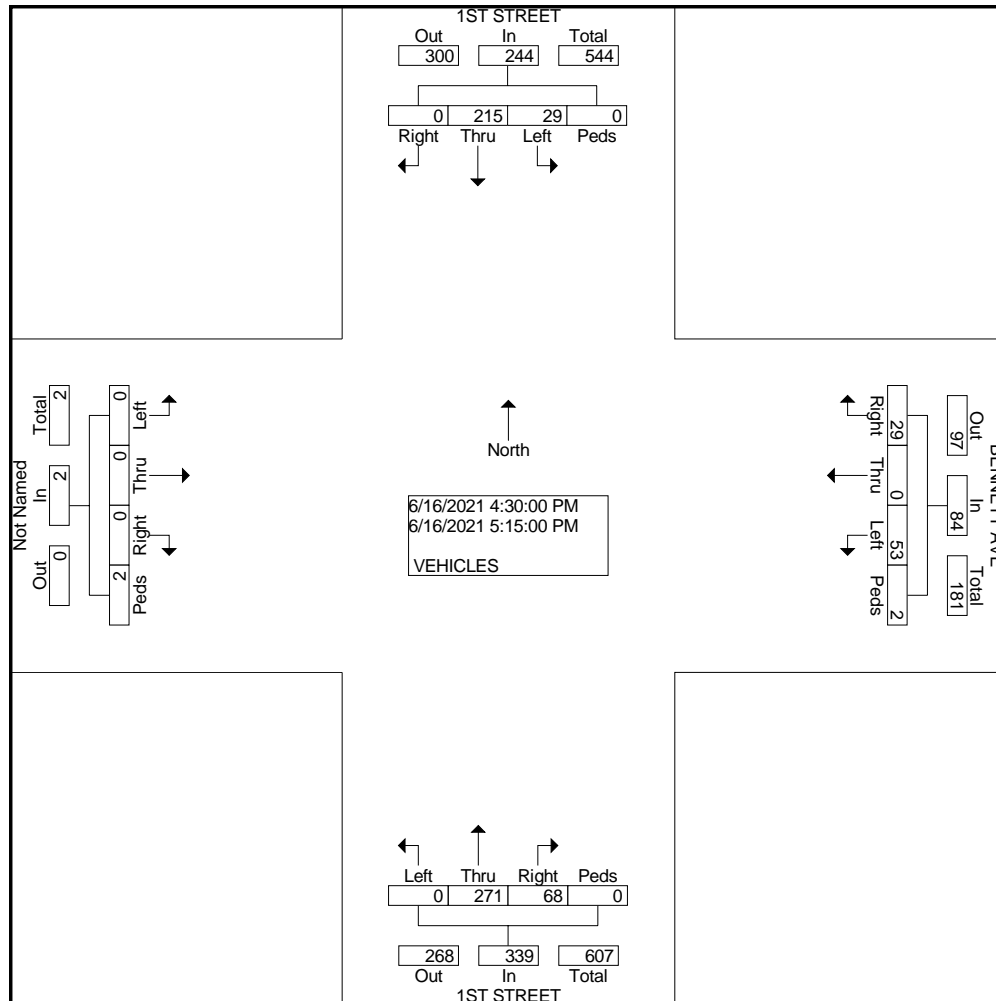 1ST STREET
Out In Total
300 244 544
0 215 29 0
Right Thru Left Peds
Total In Out
2 2 0
Not Named
0 0 0 2
Left Thru Right Peds
North
6/16/2021 4:30:00 PM
6/16/2021 5:15:00 PM
VEHICLES
Right Thru Left Peds
29 0 53 2
Out In Total
97 84 181
BENNETT AVE
Left Thru Right Peds
0 271 68 0
268 339 607
Out In Total
1ST STREET